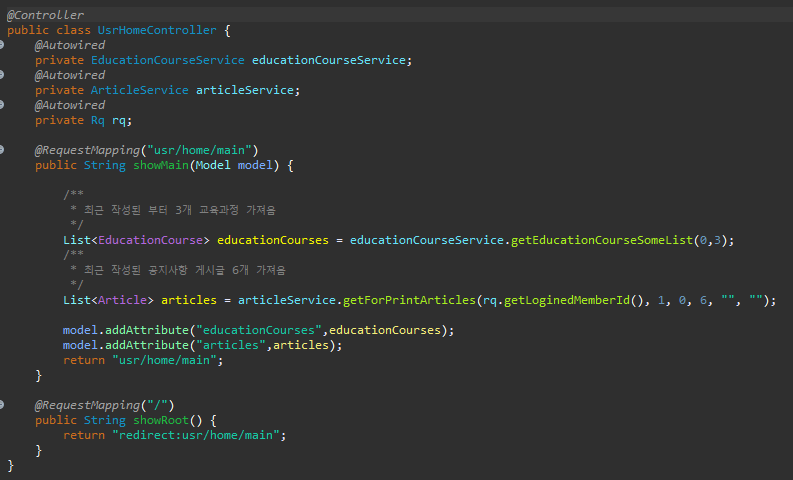 @Controller
public class UsrHomeController {
@Autowired
private EducationCourseService educationCourseService;
@Autowired
private ArticleService articleService;
@Autowired
private Rq rq;
@RequestMapping("usr/home/main")
public String showMain(Model model) {
/**
* 최근 작성된 부터 3개 교육과정 가져옴
*/
List<EducationCourse> educationCourses = educationCourseService.getEducationCourseSomeList(0,3);
/**
* 최근 작성된 공지사항 게시글 6개 가져옴
*/
List<Article> articles = articleService.getForPrintArticles(rq.getLoginedMemberId(), 1, 0, 6, "", "");
model.addAttribute("educationCourses",educationCourses);
model.addAttribute("articles",articles);
return "usr/home/main";
}
@RequestMapping("/")
public String showRoot() {
return "redirect:usr/home/main";
}
}